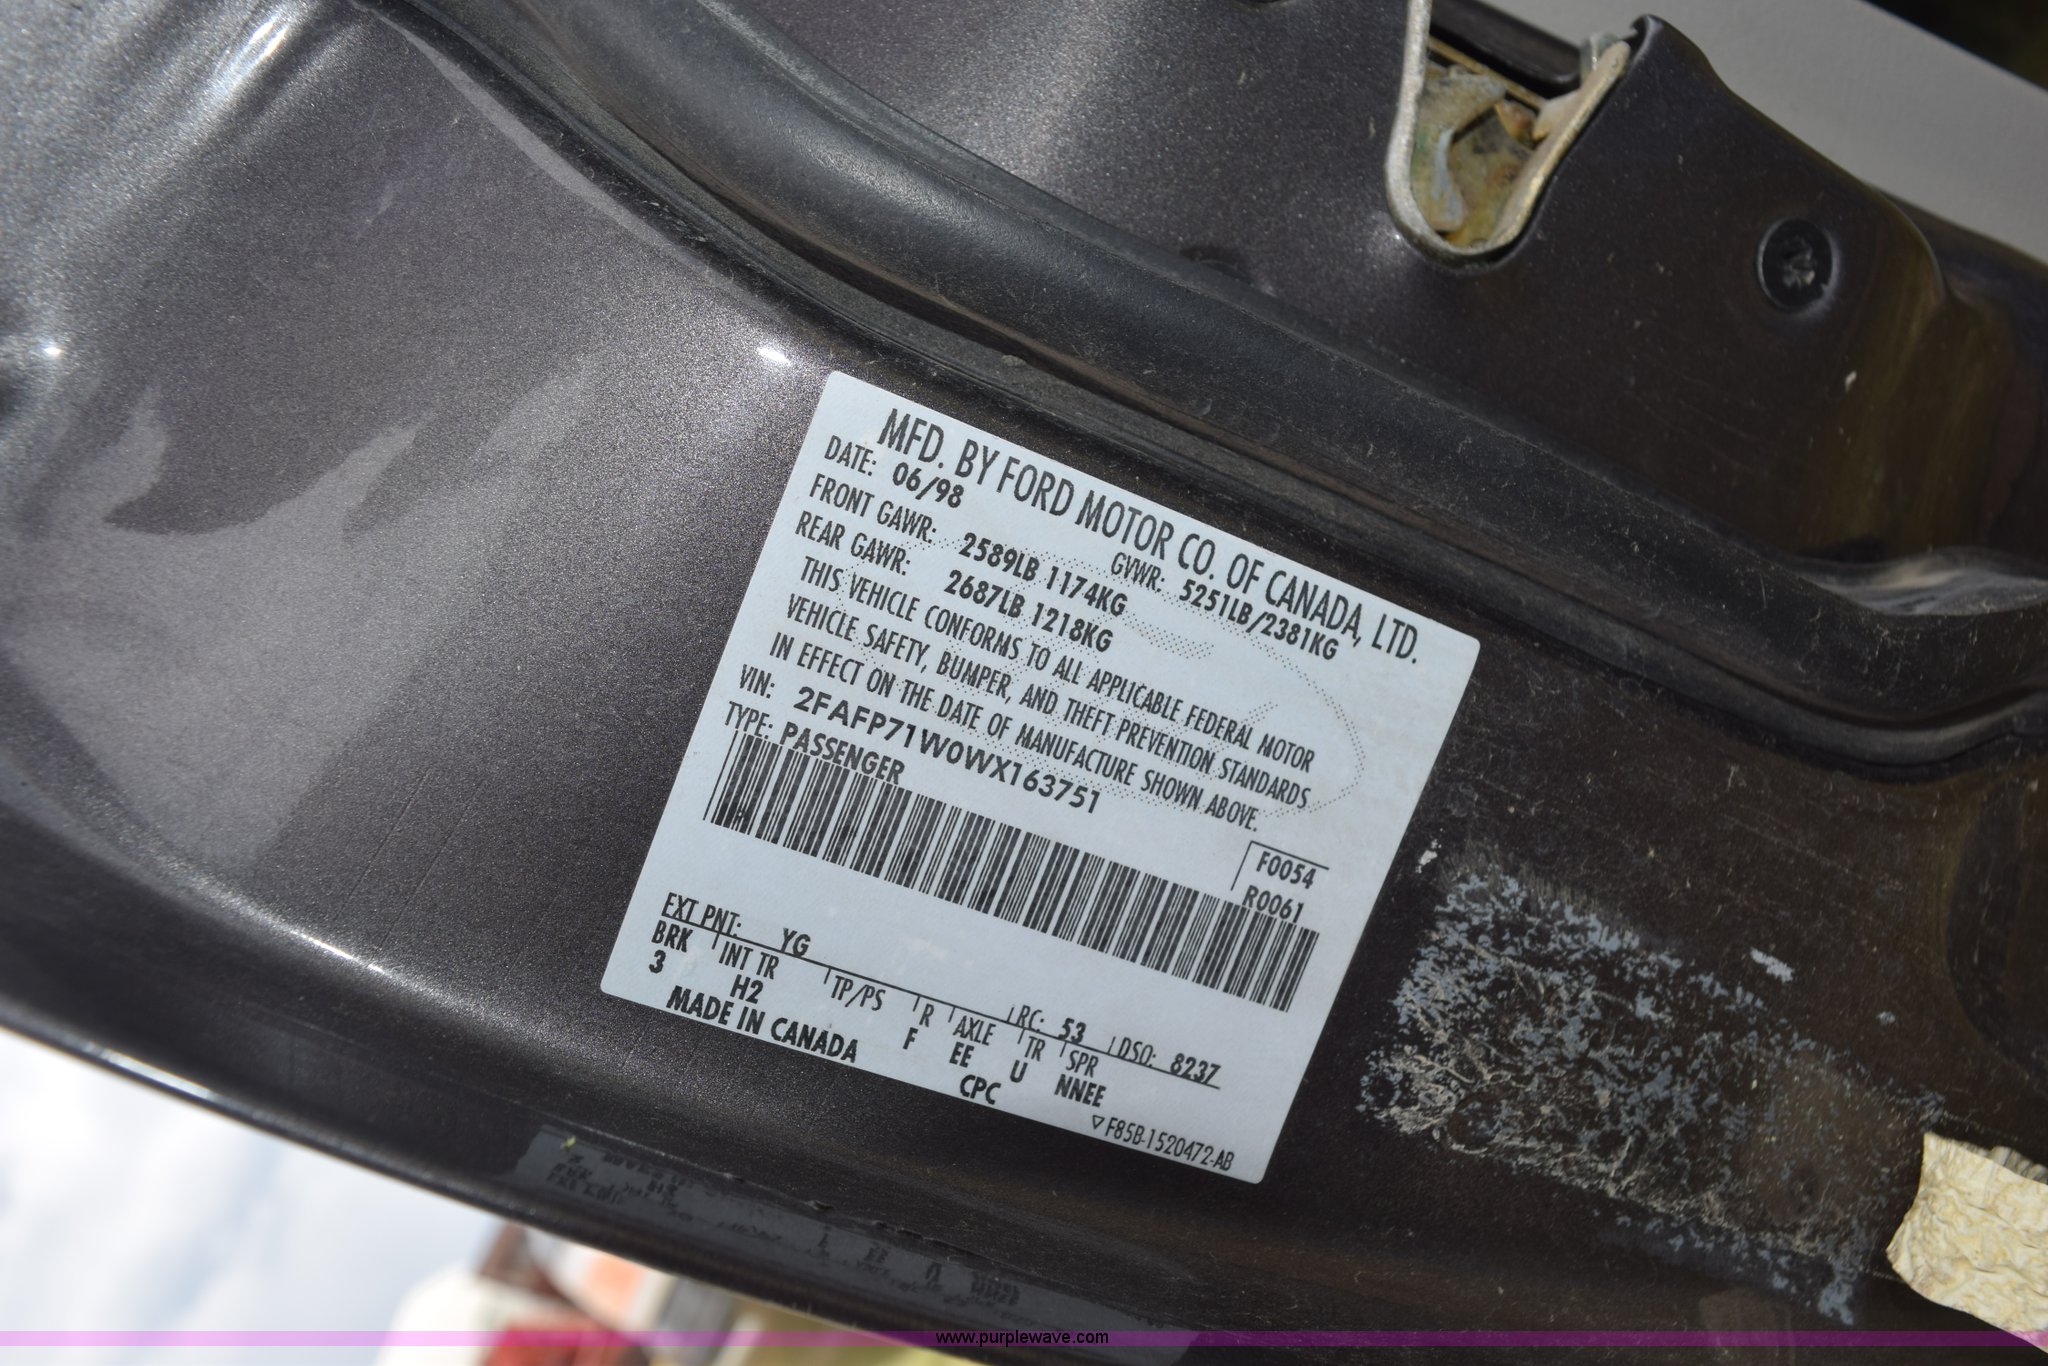 MFD. BY FORD MOTOR CO. OF CANADA, LTD.
DATE: 06/98 GVWR: 5251LB/2381KG
FRONT GAWR: 2589LB 1174KG
REAR GAWR: 2687LB 1218KG
THIS VEHICLE CONFORMS TO ALL APPLICABLE FEDERAL MOTOR
VEHICLE SAFETY, BUMPER, AND THEFT PREVENTION STANDARDS
IN EFFECT ON THE DATE OF MANUFACTURE SHOWN ABOVE.
VIN: 2FAFP71W0WX163751
TYPE: PASSENGER
F0054
R0061
EXT PNT: YG RC: 53 DSO: 8237
BRK INT TR TP/PS R AXLE TR SPR
3 H2 F EE U NNEE
MADE IN CANADA CPC
▽F85B-1520472-AB
www.purplewave.com